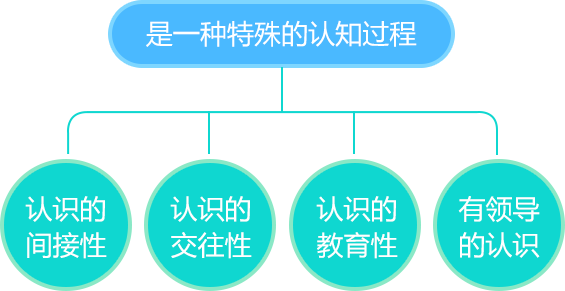 是一种特殊的认知过程
认识的
间接性
认识的
交往性
认识的
教育性
有领导
的认识